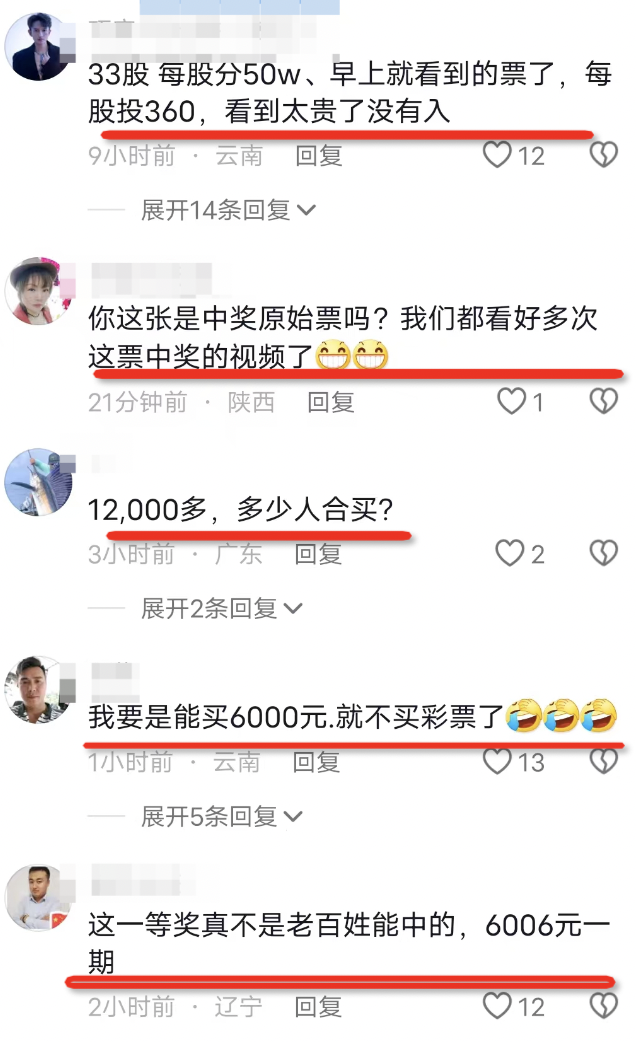 33股 每股分50w、早上就看到的票了，每
股投360，看到太贵了没有入
9小时前 · 云南 回复 12
展开14条回复
你这张是中奖原始票吗？我们都看好多次
这票中奖的视频了
21分钟前 · 陕西 回复 1
12,000多，多少人合买?
3小时前 · 广东 回复 2
展开2条回复
我要是能买6000元.就不买彩票了
1小时前 · 云南 回复 13
展开5条回复
这一等奖真不是老百姓能中的，6006元一
期
2小时前 · 辽宁 回复 12